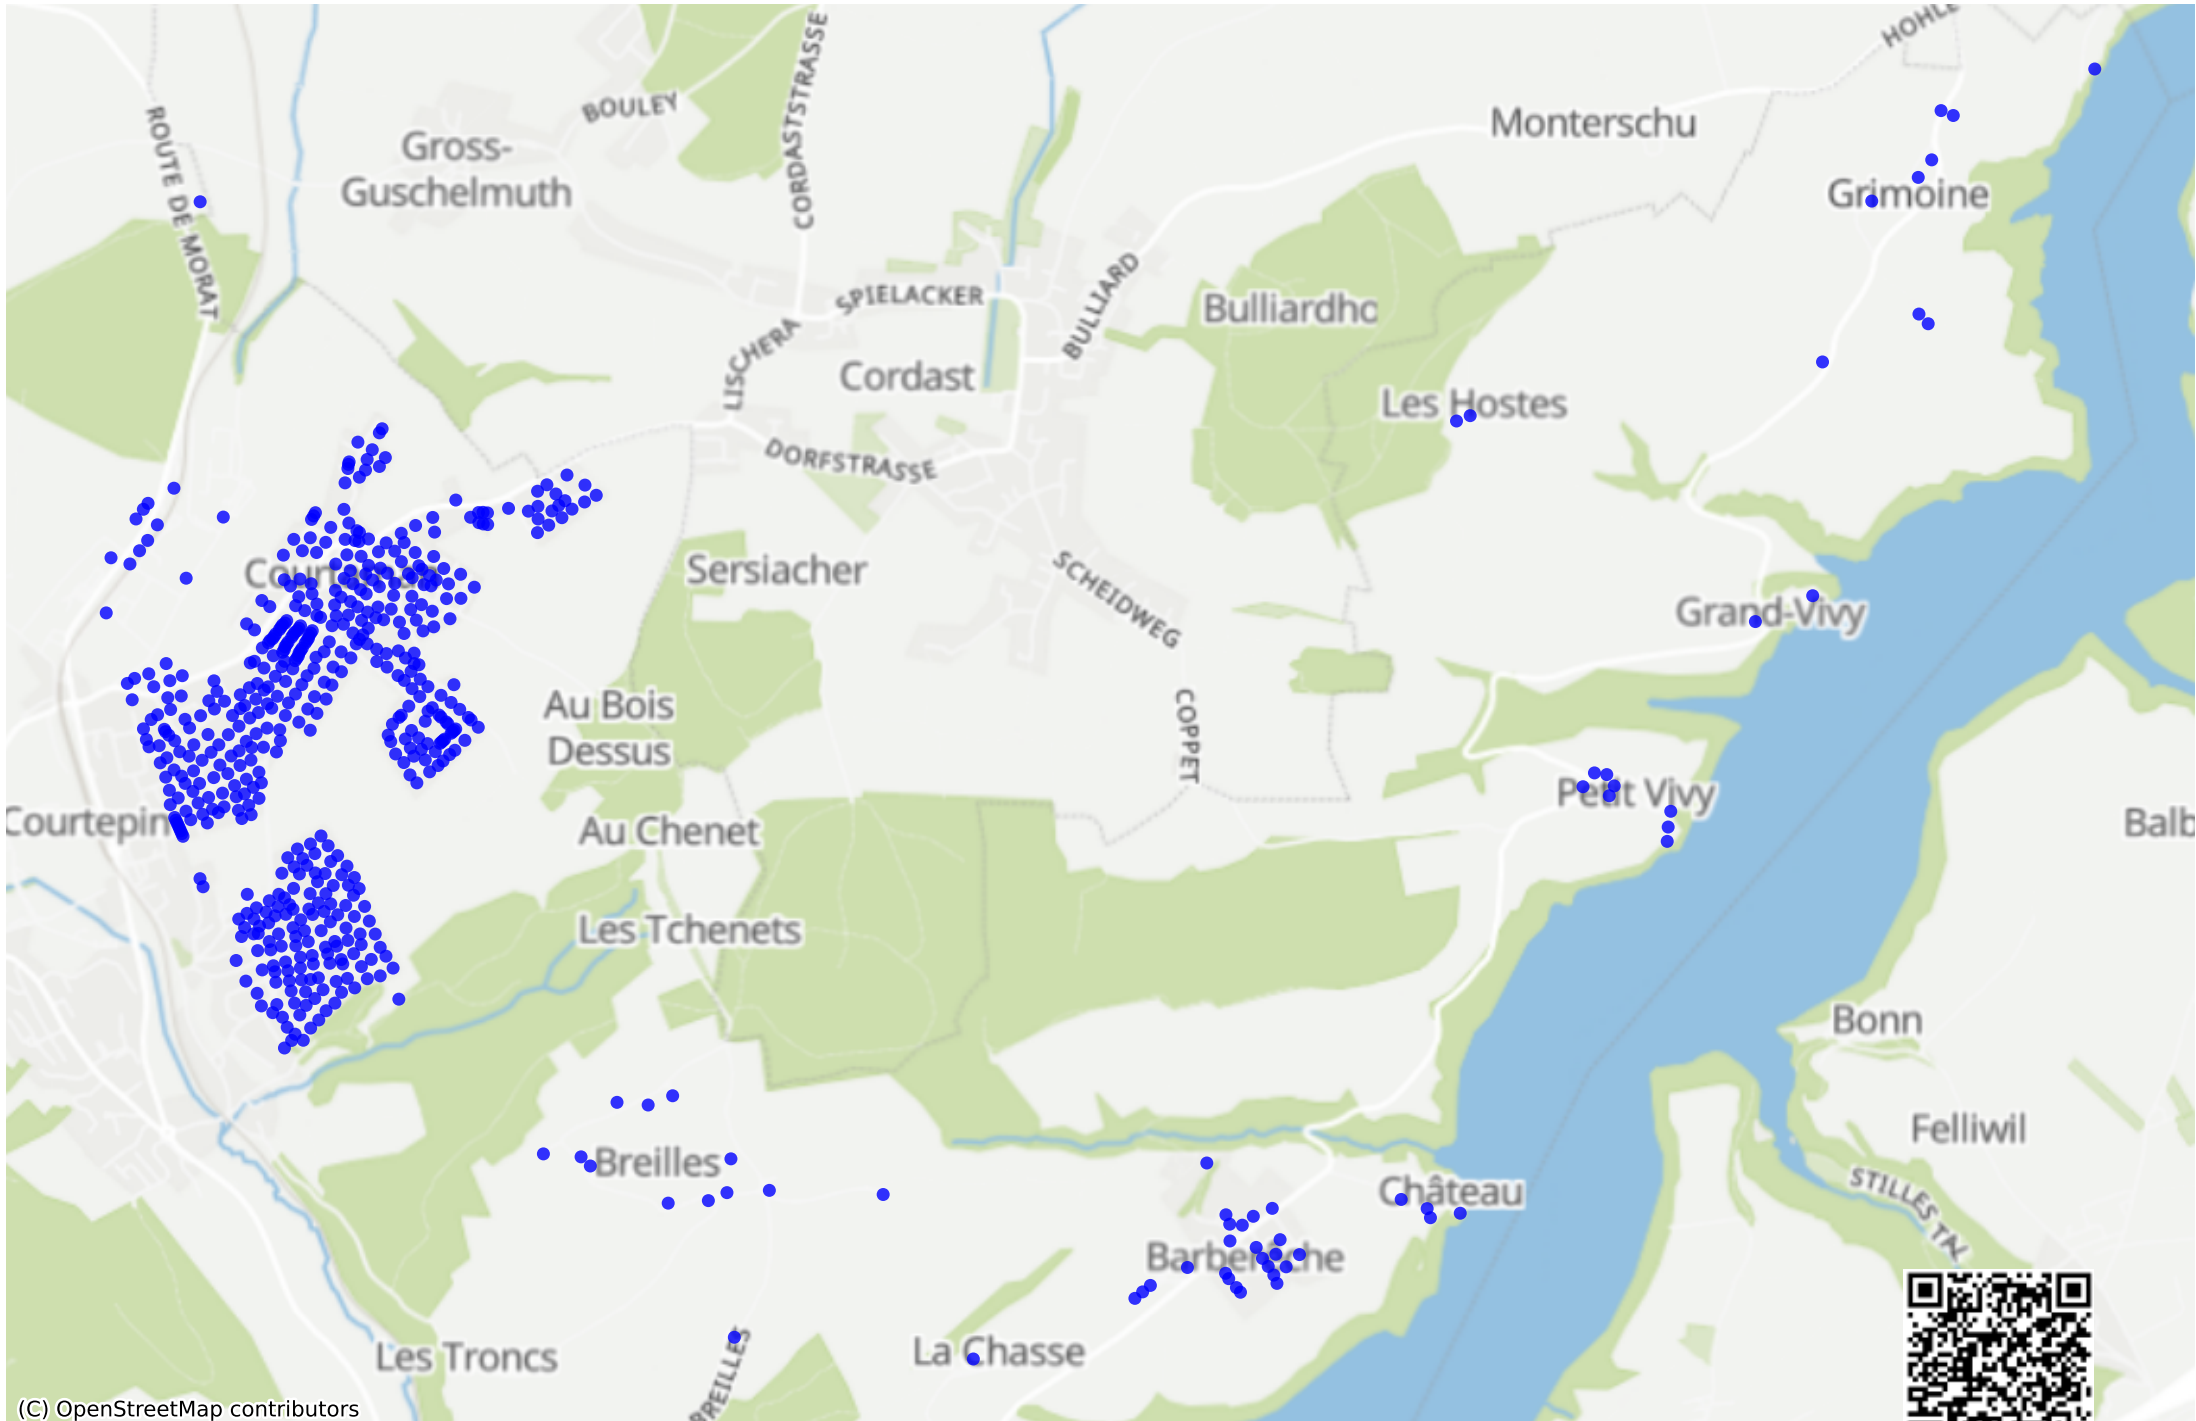 HOHLE
CORDASTSTRASSE
BOULEY
ROUTE DE MORAT
Gross-
Guschelmuth
Monterschu
Grimoine
SPIELACKER
BULLIARD
Bulliardho
LISCHERA
Cordast
Les Hostes
DORFSTRASSE
Sersiacher
SCHEIDWEG
Grand-Vivy
Au Bois
Dessus
COPPET
Petit Vivy
Courtepin
Au Chenet
Balb
Les Tchenets
Bonn
Felliwil
Breilles
Château
STILLES TAL
Barberêche
Les Troncs
BREILLES
La Chasse
(C) OpenStreetMap contributors